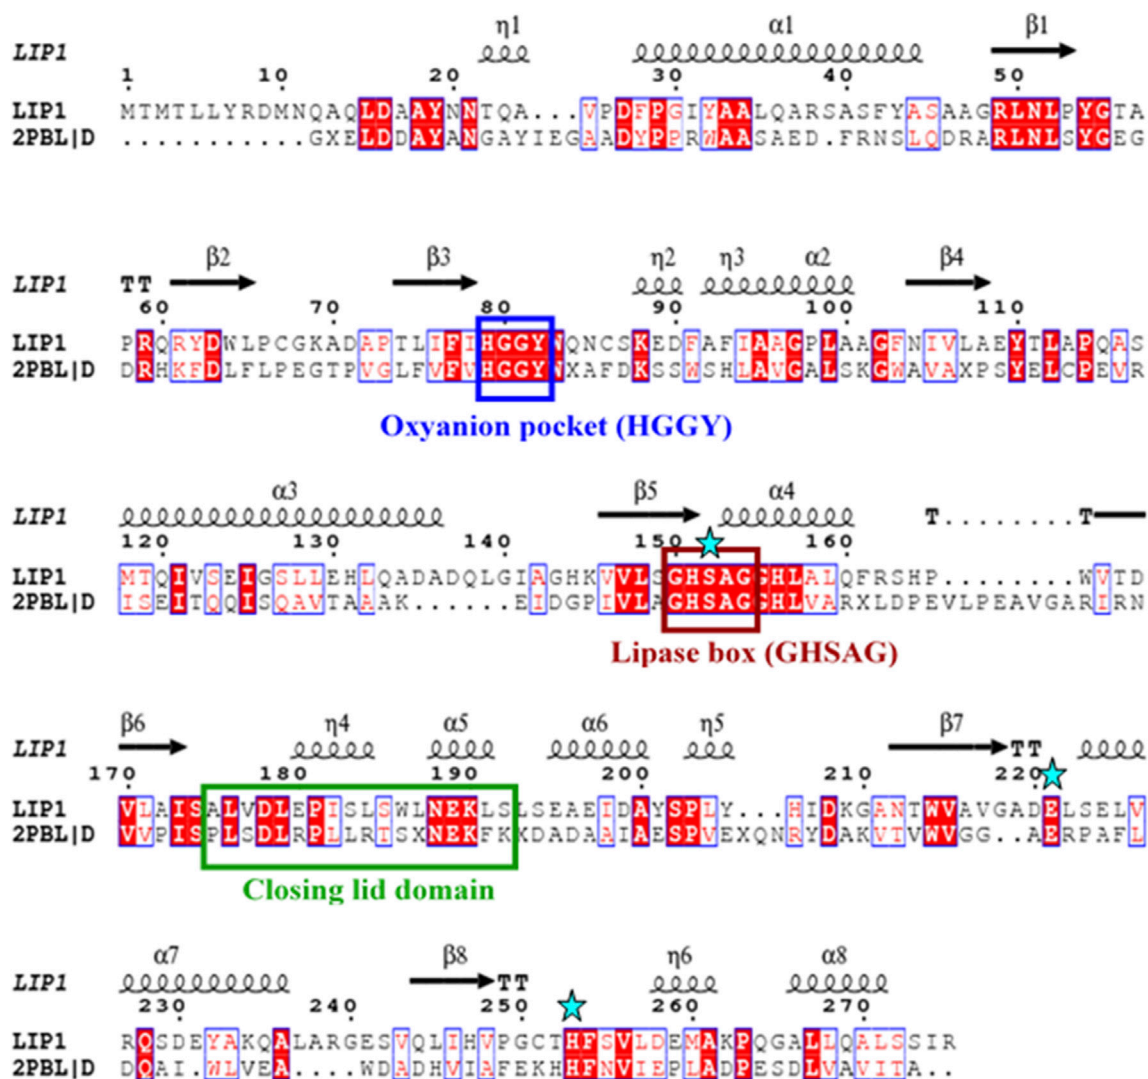 η1 α1 β1
LIP1
1 10 20 30 40 50
LIP1 MTMTLLYRDMNQAQLDAAYNNTQA...VPDFPGIYAALQARSASFYASAAGRLNLPYGTA
2PBL|D ...........GXELDDAYANGAYIEGAADYPPRWAASAED.FRNSLQDRARLNLSYGEG
β2 β3 η2 η3 α2 β4
LIP1 TT
60 70 80 90 100 110
LIP1 PRQRYDWLPCGKADAPTLIFIHGGYNQNCSKEDFAFIAAGPLAAGFNIVLAEYTLAPQAS
2PBL|D DRHKFDLFLPEGTPVGLFVFVHGGYNXAFDKSSWSHLAVGALSKGWAVAXPSYELCPEVR
Oxyanion pocket (HGGY)
α3 β5 α4
LIP1 T........T
120 130 140 150 160
LIP1 MTQIVSEIGSLLEHLQADADQLGIAGHKVVLSGHSAGGHLALQFRSHP........WVTD
2PBL|D ISEITQQISQAVTAAAK......EIDGPIVLAGHSAGGHLVARXLDPEVLPEAVGARIRN
Lipase box (GHSAG)
β6 η4 α5 α6 η5 β7
LIP1 TT
170 180 190 200 210 220
LIP1 VLAISALVDLEPISLSWLNEKLSLSEAEIDAYSPLY...HIDKGANTWVAVGADELSELV
2PBL|D VVPISPLSDLRPLLRTSXNEKFKXDADAAIAESPVEXQNRYDAKVTVWVGG..AERPAFL
Closing lid domain
α7 β8 η6 α8
LIP1 TT
230 240 250 260 270
LIP1 RQSDEYAKQALARGESVQLIHVPGCTHFSVLDEMAKPQGALLQALSSIR
2PBL|D DQAI.WLVEA....WDADHVIAFEKHHFNVIEPLADPESDLVAVITA..